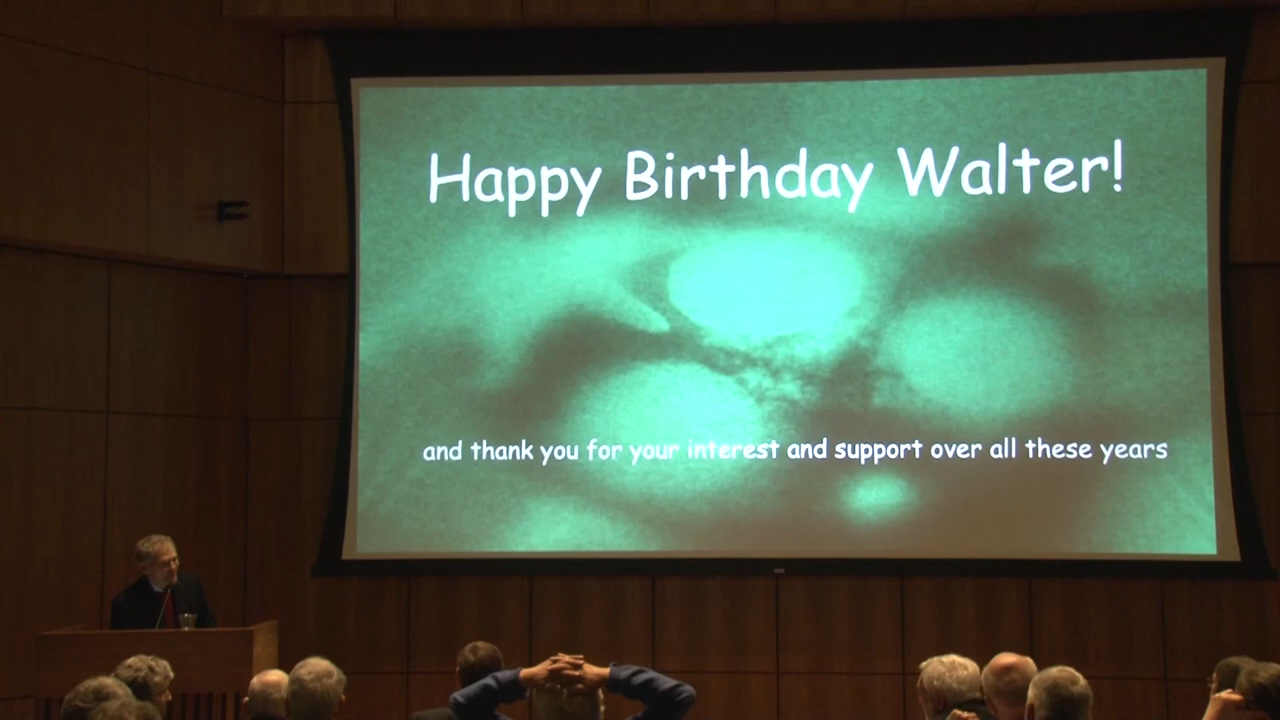 Happy Birthday Walter!
and thank you for your interest and support over all these years